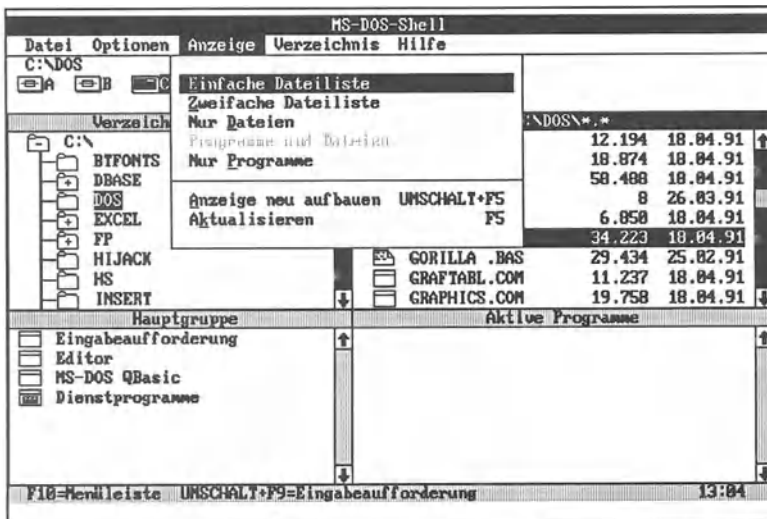 MS-DOS-Shell
Datei Optionen Anzeige Verzeichnis Hilfe
C:\DOS
A B C
Einfache Dateiliste
Zweifache Dateiliste
Nur Dateien
Programme und Dateien
Nur Programme
Anzeige neu aufbauen UMSCHALT+F5
Aktualisieren F5
Verzeich
C:\
BTFONTS
DBASE
DOS
EXCEL
FP
HIJACK
HS
INSERT
:\DOS\*.*
12.194 18.04.91
18.874 18.04.91
58.488 18.04.91
8 26.03.91
6.050 18.04.91
34.223 18.04.91
GORILLA .BAS 29.434 25.02.91
GRAFTABL.COM 11.237 18.04.91
GRAPHICS.COM 19.758 18.04.91
Hauptgruppe
Eingabeaufforderung
Editor
MS-DOS QBasic
Dienstprogramme
Aktive Programme
F10=Menüleiste UMSCHALT+F9=Eingabeaufforderung 13:04